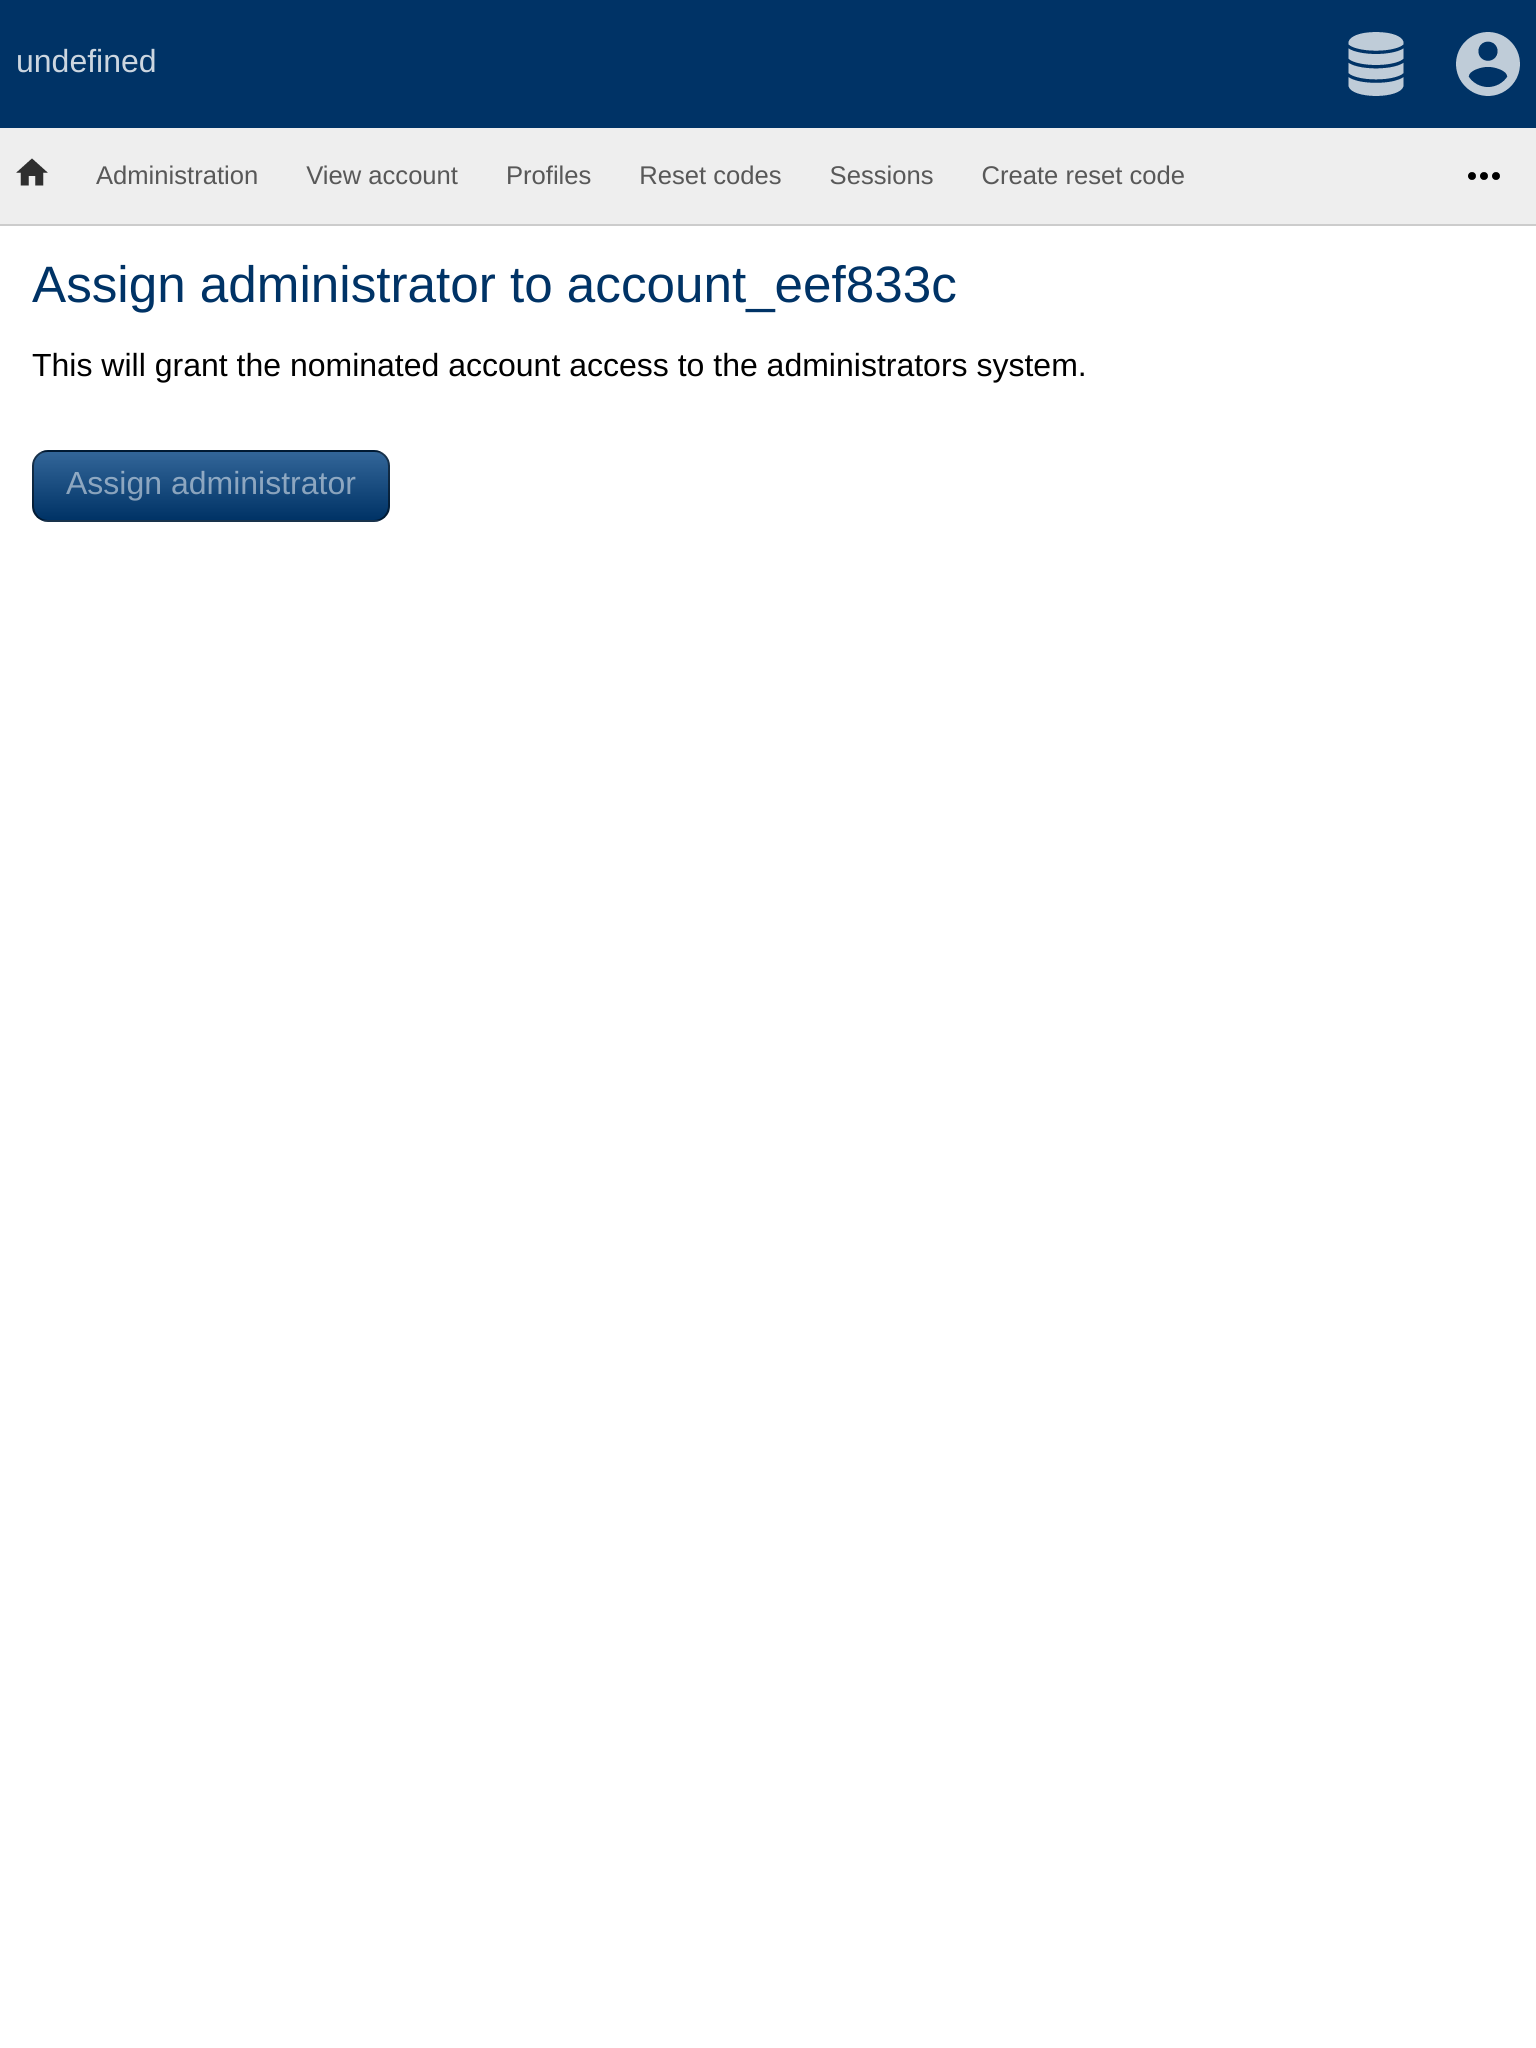 undefined
Administration View account Profiles Reset codes Sessions Create reset code
Assign administrator to account_eef833c
This will grant the nominated account access to the administrators system.
Assign administrator